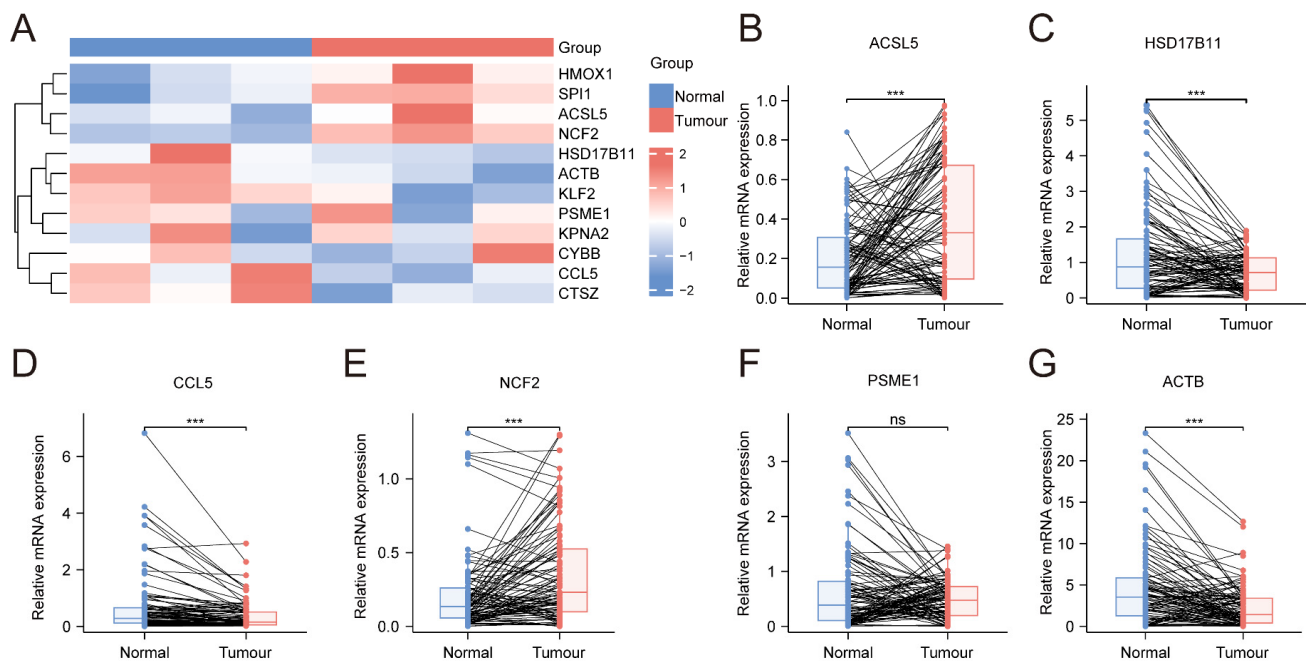 A
Group
HMOX1
SPI1
ACSL5
NCF2
HSD17B11
ACTB
KLF2
PSME1
KPNA2
CYBB
CCL5
CTSZ
Group
Normal
Tumour
2
1
0
−1
−2
B
ACSL5
***
Relative mRNA expression
1.0
0.8
0.6
0.4
0.2
0.0
Normal Tumour
C
HSD17B11
***
Relative mRNA expression
5
4
3
2
1
0
Normal Tumuor
D
CCL5
***
Relative mRNA expression
6
4
2
0
Normal Tumour
E
NCF2
***
Relative mRNA expression
1.0
0.5
0.0
Normal Tumour
F
PSME1
ns
Relative mRNA expression
3
2
1
0
Normal Tumour
G
ACTB
***
Relative mRNA expression
25
20
15
10
5
0
Normal Tumour